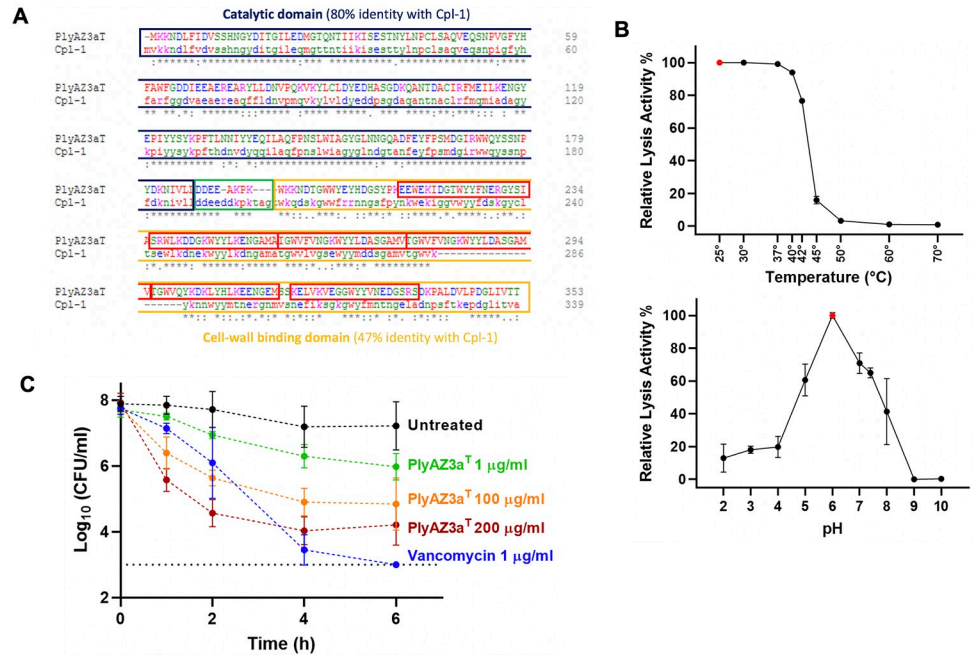 A
Catalytic domain (80% identity with Cpl-1)
PlyAZ3aT -MKKNDLFIDVSSHNGYDITGILEDMGTQNTIIKISESTNYLNPCLSAQVEQSNPVGFYH 59
Cpl-1 mvkkndlfvdvsshngyditgileqmgttntiikisesttylnpclsaqveqsnpigfyh 60
PlyAZ3aT FAWFGGDIEEAEREARYLLDNVPQKVKYLCLDYEDHASGDKQANTDACIRFMEILKENGY 119
Cpl-1 farfggdvaeaereaqffldnvpmqvkylvldyeddpsgdaqantnaclrfmqmiadagy 120
PlyAZ3aT EPIYYSYKPFTLNNIYYEQILAQFPNSLWIAGYGLNNGQADFEYFPSMDGIRWWQYSSNP 179
Cpl-1 kpiyysykpfthdnvdyqqilaqfpnslwiagyglndgtanfeyfpsmdgirwwqyssnp 180
PlyAZ3aT YDKNIVLIDDEE-AKPK---WKKNDTGWWYEYHDGSYPKEEWEKIDGTWYYFNERGYSI 234
Cpl-1 fdknivliddeeddkpktagwkqdskgwwfrrnngsfpynkwekiggvwyyfdskgycl 240
PlyAZ3aT ASRWLKDDGKWYYLKENGAMAIGWVFVNGKWYYLDASGAMVTGWVFVNGKWYYLDASGAM 294
Cpl-1 tsewlkdnekwyylkdngamatgwvlvgsewyymddsgamvtgwvk 286
PlyAZ3aT VTGWVQYKDKLYHLKEENGEMSSKELVKVEGGWYYVNEDGSRSDKPALDVLPDGLIVTT 353
Cpl-1 -----yknnwyymtnergnmvsnefiksgkgwyfmntngeladnpsftkepdglitva 339
Cell-wall binding domain (47% identity with Cpl-1)
B
Relative Lysis Activity %
100
80
60
40
20
0
25° 30° 37° 40° 42° 45° 50° 60° 70°
Temperature (°C)
Relative Lysis Activity %
100
80
60
40
20
0
2 3 4 5 6 7 8 9 10
pH
C
Log10 (CFU/ml)
8
6
4
2
0 2 4 6
Time (h)
Untreated
PlyAZ3aT 1 µg/ml
PlyAZ3aT 100 µg/ml
PlyAZ3aT 200 µg/ml
Vancomycin 1 µg/ml